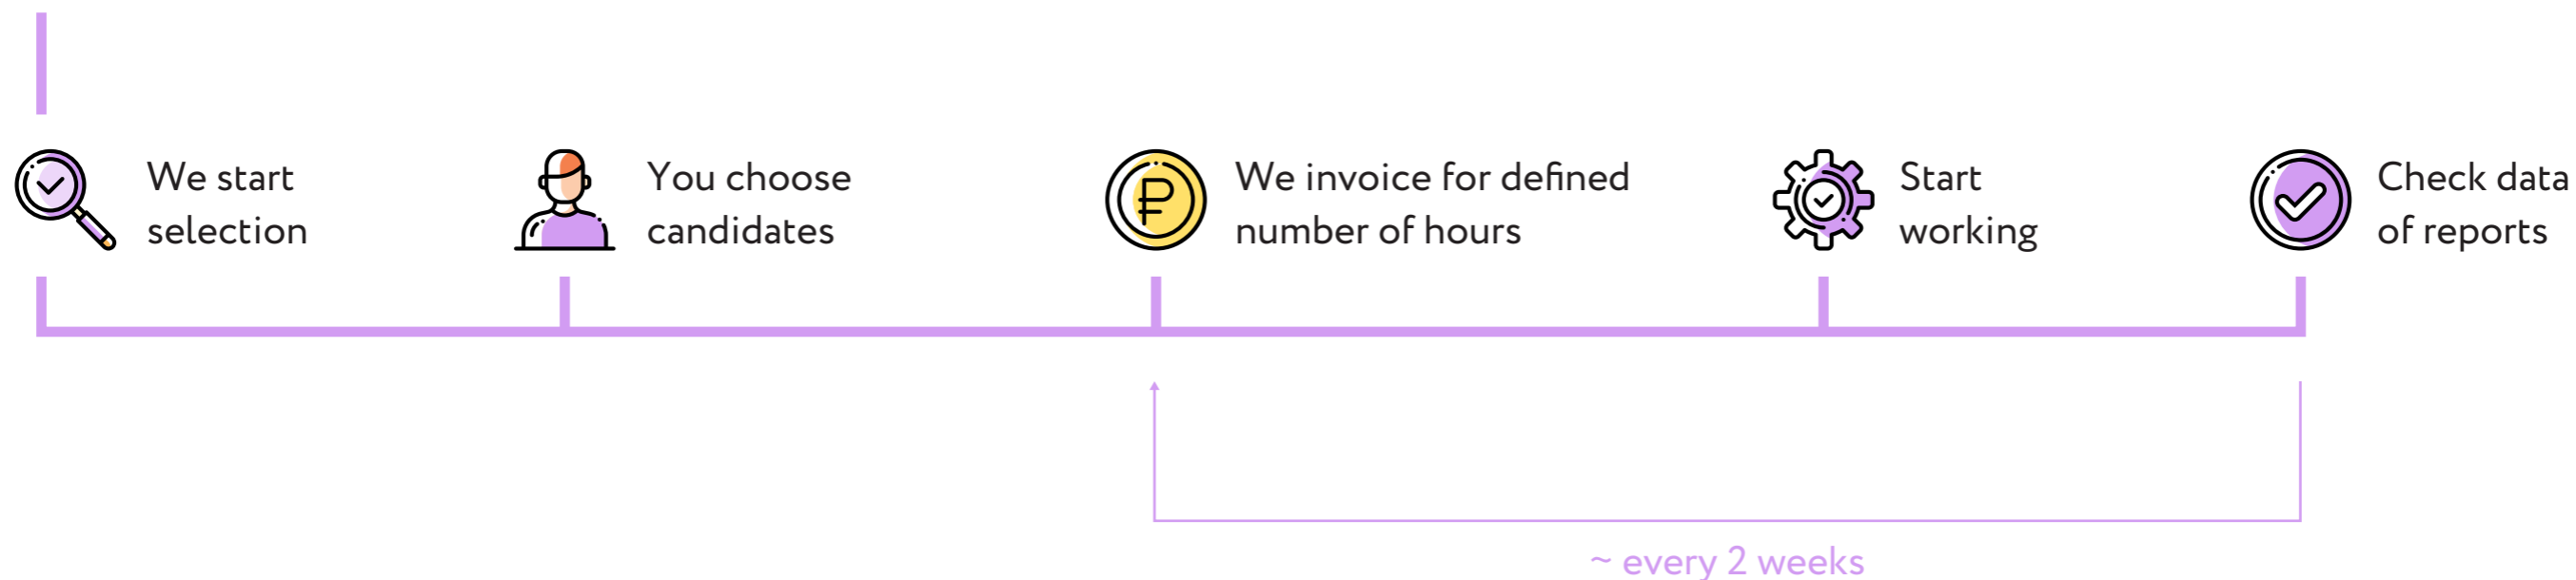 We start
selection
You choose
candidates
We invoice for defined
number of hours
Start
working
Check data
of reports
~ every 2 weeks